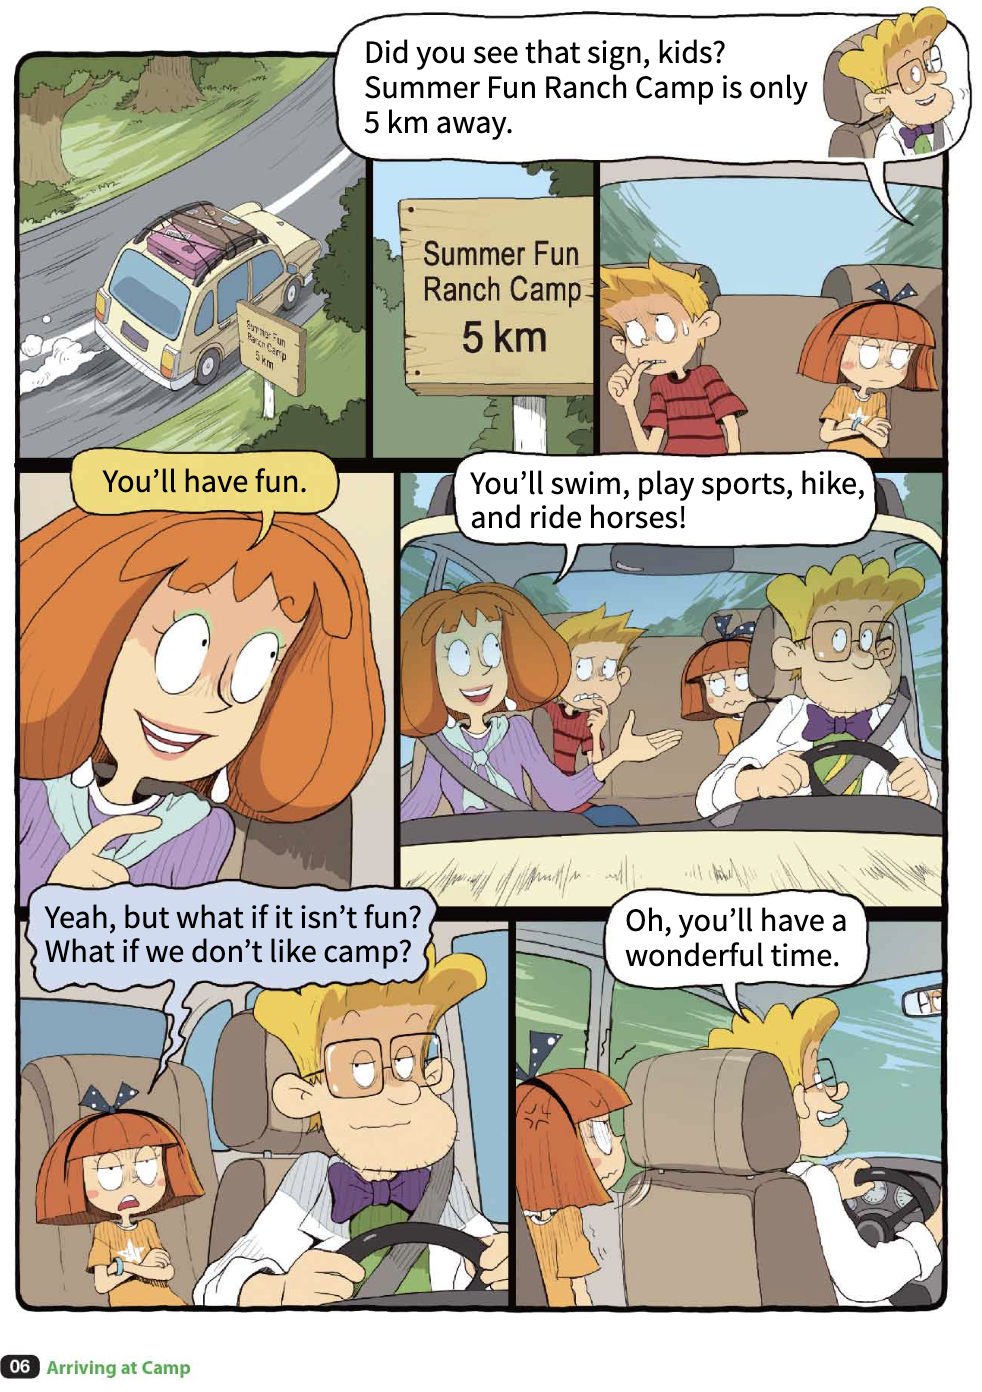 Did you see that sign, kids?
Summer Fun Ranch Camp is only
5 km away.
Summer Fun
Ranch Camp
5 km
Summer Fun
Ranch Camp
5 km
You'll have fun.
You'll swim, play sports, hike,
and ride horses!
Yeah, but what if it isn't fun?
What if we don't like camp?
Oh, you'll have a
wonderful time.
06 Arriving at Camp